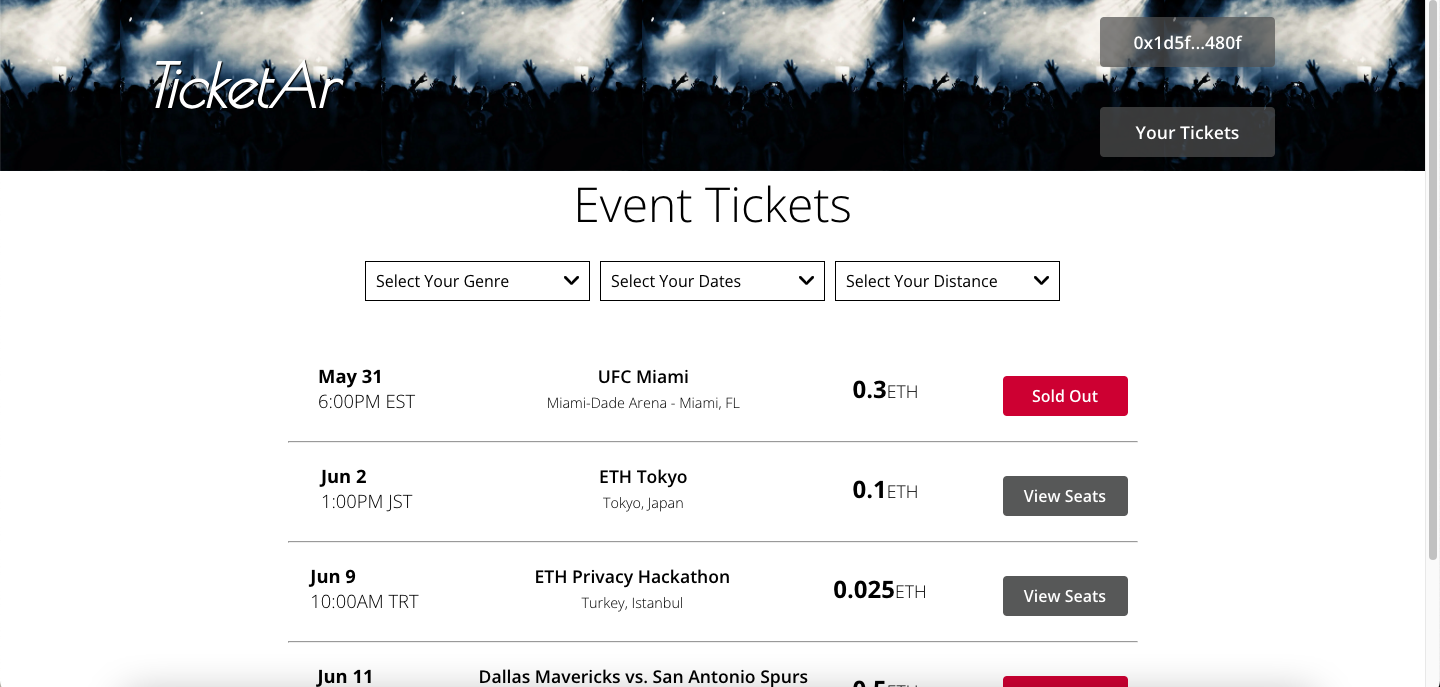 0x1d5f...480f
TicketAr
Your Tickets
Event Tickets
Select Your Genre
Select Your Dates
Select Your Distance
May 31
6:00PM EST
UFC Miami
Miami-Dade Arena - Miami, FL
0.3ETH
Sold Out
Jun 2
1:00PM JST
ETH Tokyo
Tokyo, Japan
0.1ETH
View Seats
Jun 9
10:00AM TRT
ETH Privacy Hackathon
Turkey, Istanbul
0.025ETH
View Seats
Jun 11
Dallas Mavericks vs. San Antonio Spurs
0.5ETH